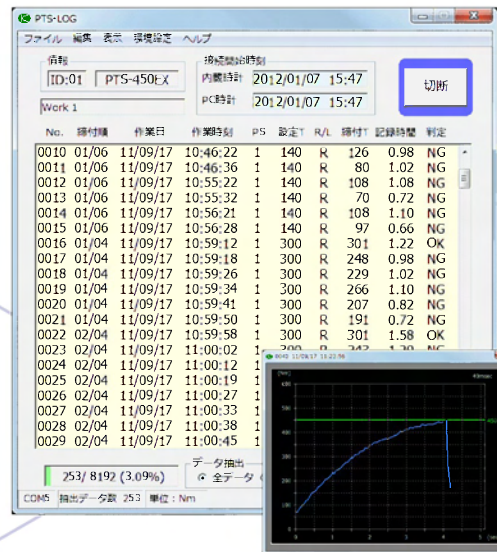 PTS-LOG
ファイル 編集 表示 環境設定 ヘルプ
情報
ID:01 PTS-450EX
Work 1
接続開始時刻
内蔵時計 2012/01/07 15:47
PC時計 2012/01/07 15:47
切断
No. 締付順 作業日 作業時刻 PS 設定T R/L 締付T 記録時間 判定
0010 01/06 11/09/17 10:46:22 1 140 R 126 0.98 NG
0011 01/06 11/09/17 10:46:36 1 140 R 80 1.02 NG
0012 01/06 11/09/17 10:55:22 1 140 R 108 1.08 NG
0013 01/06 11/09/17 10:55:32 1 140 R 70 0.72 NG
0014 01/06 11/09/17 10:56:21 1 140 R 108 1.10 NG
0015 01/06 11/09/17 10:56:28 1 140 R 97 0.66 NG
0016 01/04 11/09/17 10:59:12 1 300 R 301 1.22 OK
0017 01/04 11/09/17 10:59:18 1 300 R 248 0.98 NG
0018 01/04 11/09/17 10:59:26 1 300 R 229 1.02 NG
0019 01/04 11/09/17 10:59:34 1 300 R 266 1.10 NG
0020 01/04 11/09/17 10:59:41 1 300 R 207 0.82 NG
0021 01/04 11/09/17 10:59:50 1 300 R 191 0.72 NG
0022 02/04 11/09/17 10:59:58 1 300 R 301 1.58 OK
0023 02/04 11/09/17 11:00:02
0024 02/04 11/09/17 11:00:12
0025 02/04 11/09/17 11:00:19
0026 02/04 11/09/17 11:00:27
0027 02/04 11/09/17 11:00:33
0028 02/04 11/09/17 11:00:38
0029 02/04 11/09/17 11:00:45
253/ 8192 (3.09%)
データ抽出
全データ
COM5 抽出データ数 253 単位 : Nm